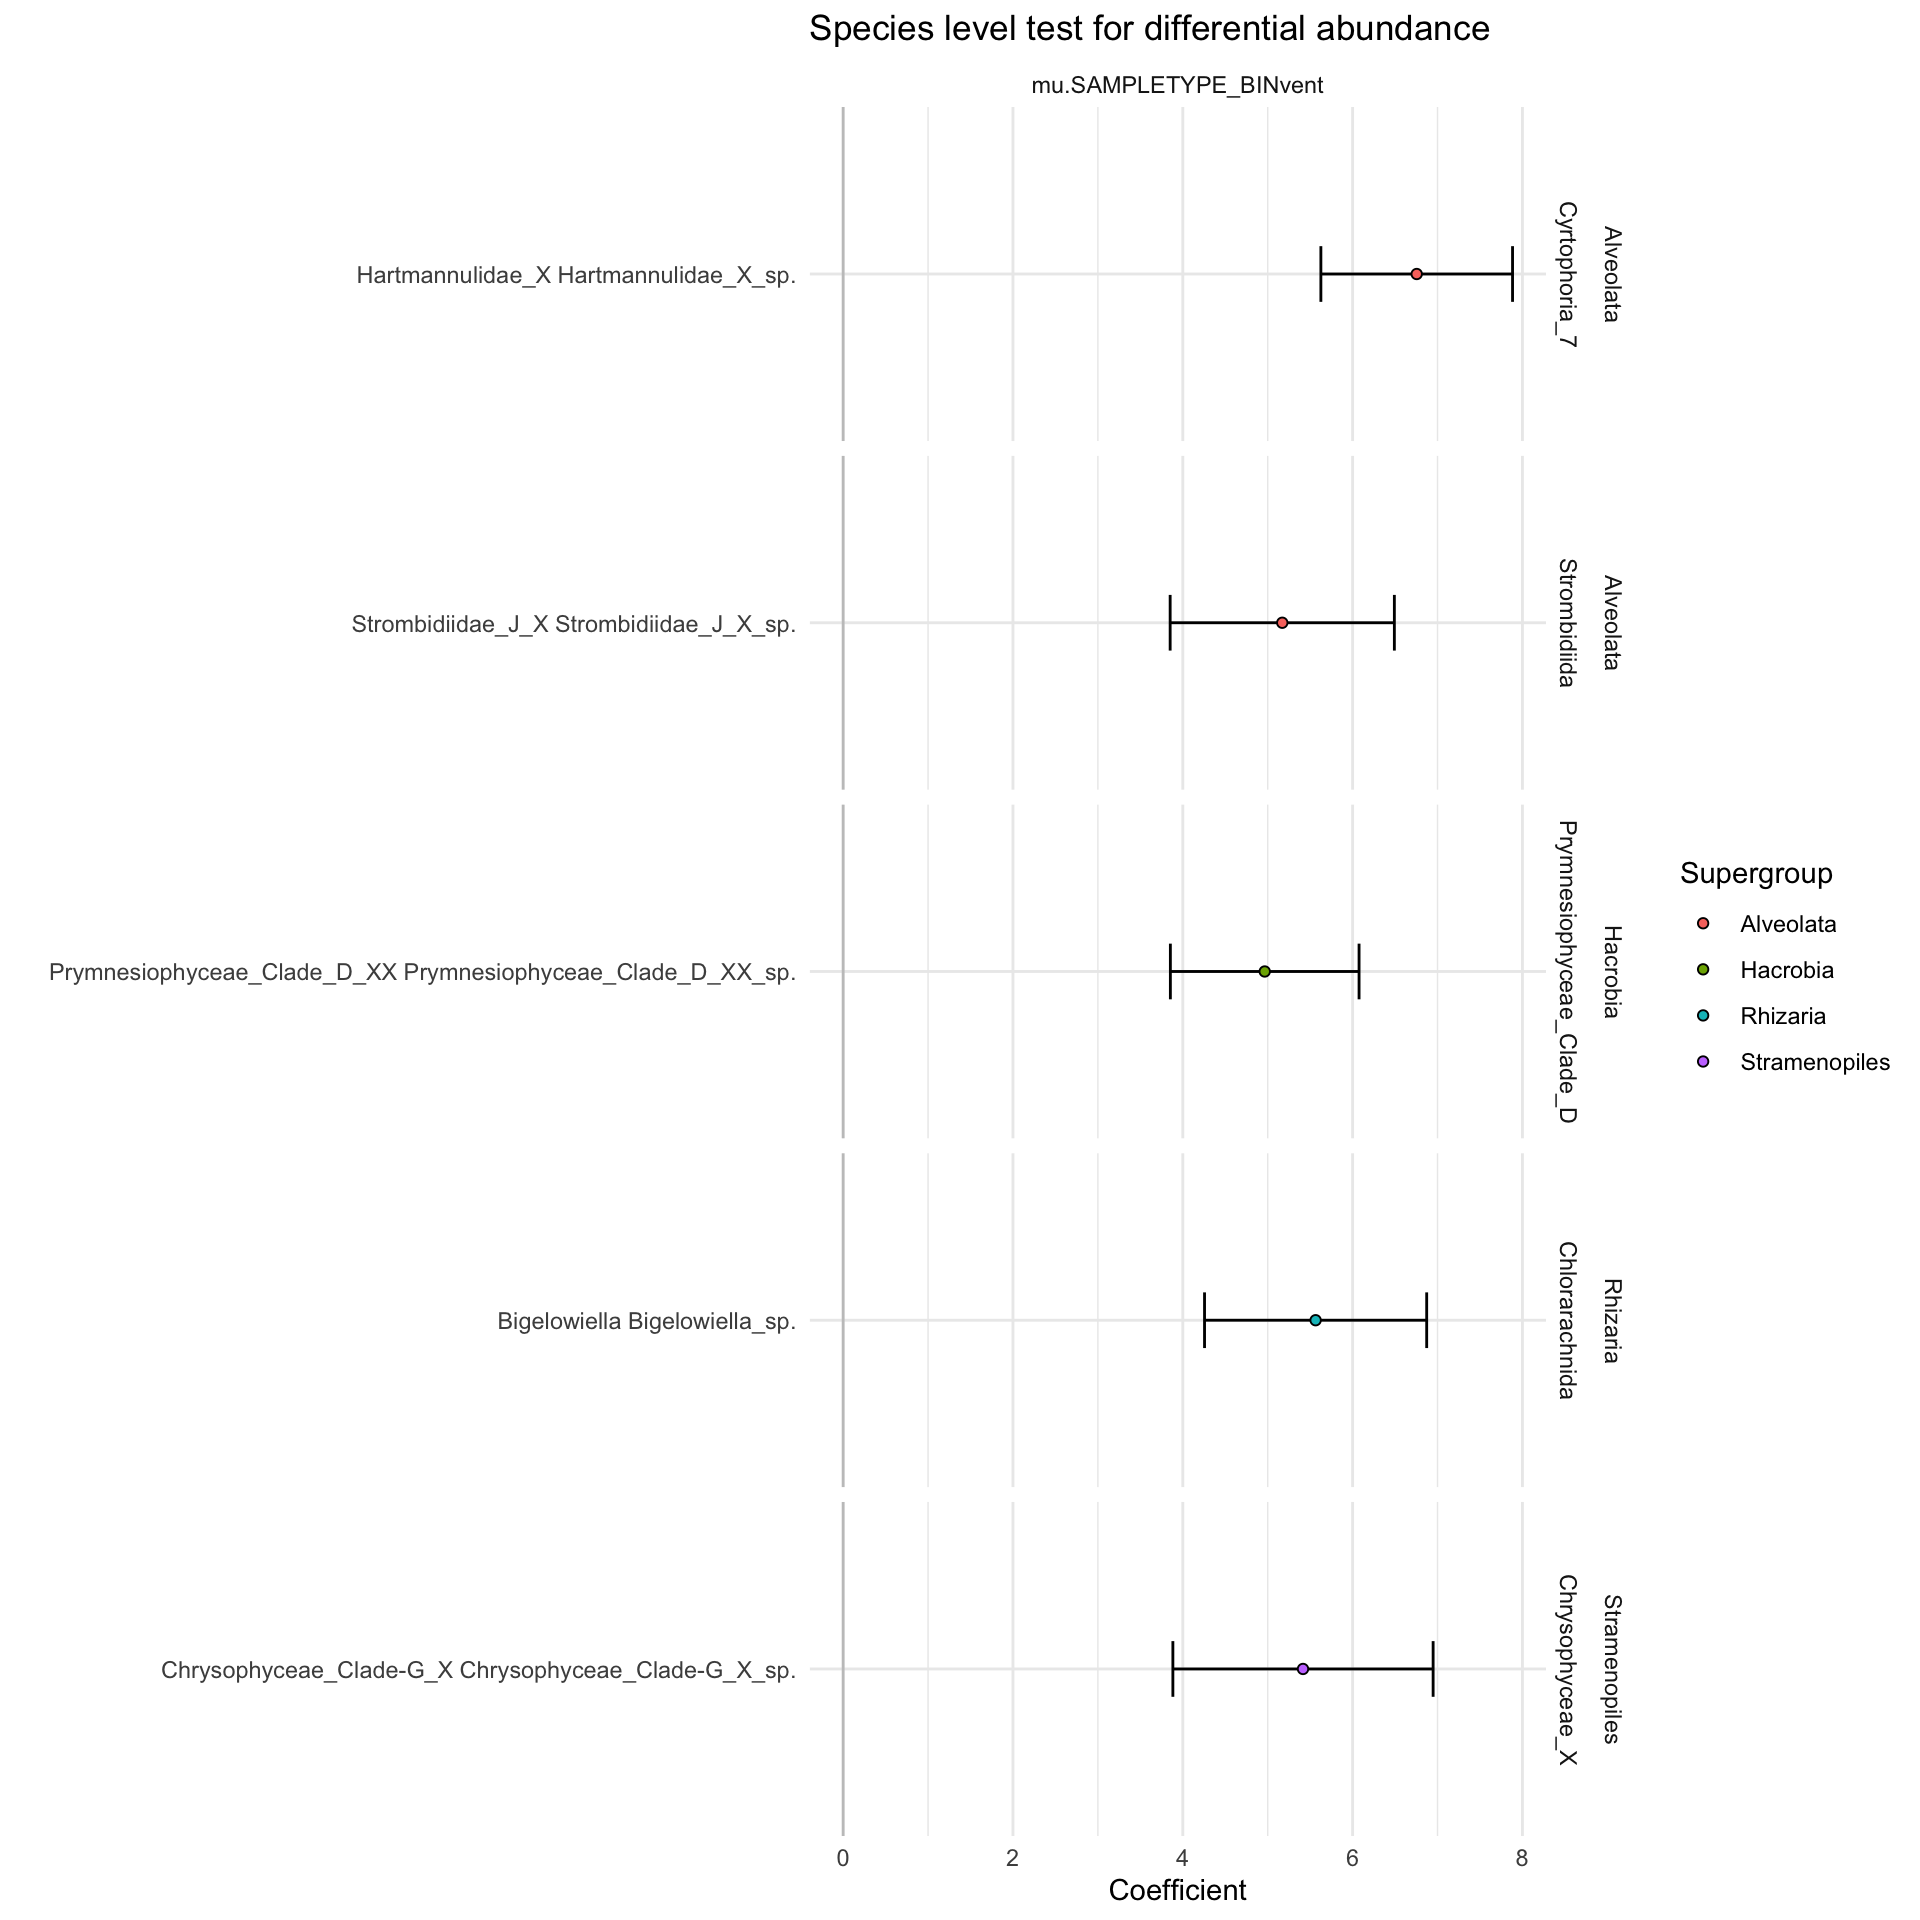 Species level test for differential abundance
mu.SAMPLETYPE_BINvent
Hartmannulidae_X Hartmannulidae_X_sp.
Cyrtophoria_7
Alveolata
Strombidiidae_J_X Strombidiidae_J_X_sp.
Strombidiida
Alveolata
Prymnesiophyceae_Clade_D_XX Prymnesiophyceae_Clade_D_XX_sp.
Prymnesiophyceae_Clade_D
Hacrobia
Bigelowiella Bigelowiella_sp.
Chlorarachnida
Rhizaria
Chrysophyceae_Clade-G_X Chrysophyceae_Clade-G_X_sp.
Chrysophyceae_X
Stramenopiles
0 2 4 6 8
Coefficient
Supergroup
Alveolata
Hacrobia
Rhizaria
Stramenopiles